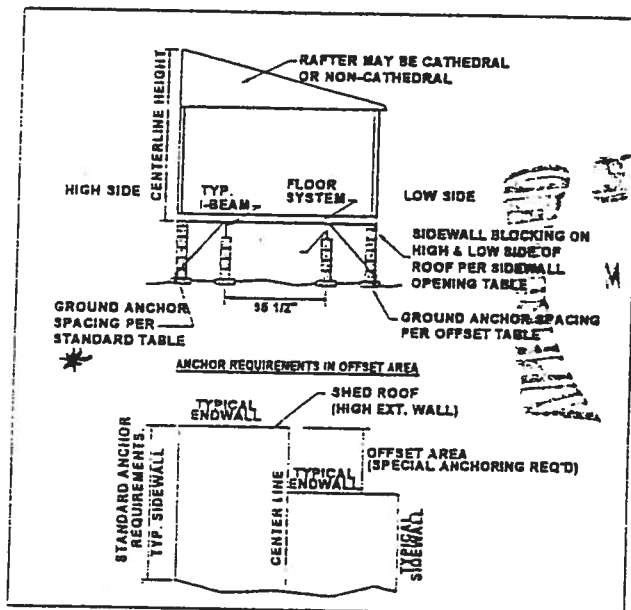 RAFTER MAY BE CATHEDRAL
OR NON-CATHEDRAL
CENTERLINE HEIGHT
HIGH SIDE
TYP.
I-BEAM
FLOOR
SYSTEM
LOW SIDE
SIDEWALL BLOCKING ON
HIGH & LOW SIDE OF
ROOF PER SIDEWALL
OPENING TABLE
GROUND ANCHOR
SPACING PER
STANDARD TABLE
95 1/2"
GROUND ANCHOR SPACING
PER OFFSET TABLE
ANCHOR REQUIREMENTS IN OFFSET AREA
TYPICAL
ENDWALL
SHED ROOF
(HIGH EXT. WALL)
STANDARD ANCHOR
REQUIREMENTS
TYP. SIDEWALL
CENTER LINE
TYPICAL
ENDWALL
OFFSET AREA
(SPECIAL ANCHORING REQ'D)
TYPICAL
SIDEWALL